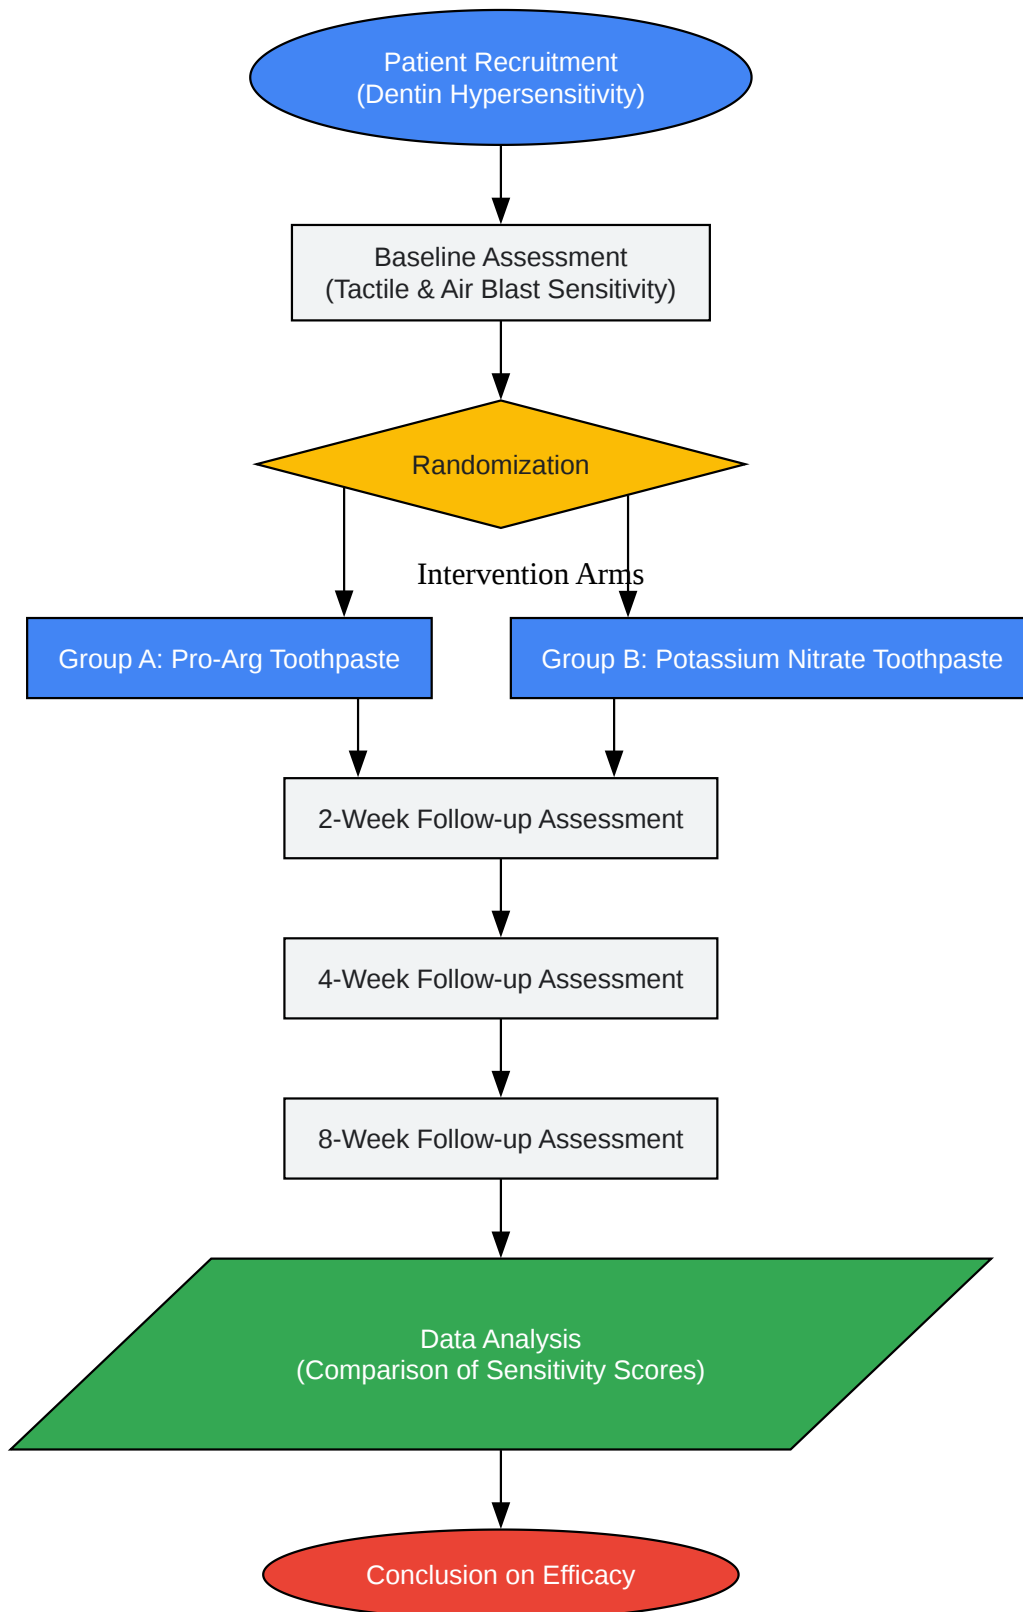 Patient Recruitment
(Dentin Hypersensitivity)
Baseline Assessment
(Tactile & Air Blast Sensitivity)
Randomization
Intervention Arms
Group A: Pro-Arg Toothpaste
Group B: Potassium Nitrate Toothpaste
2-Week Follow-up Assessment
4-Week Follow-up Assessment
8-Week Follow-up Assessment
Data Analysis
(Comparison of Sensitivity Scores)
Conclusion on Efficacy